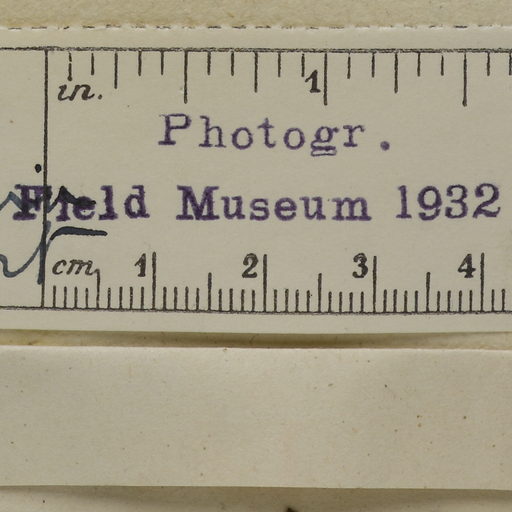 in. 1
Photogr.
Field Museum 1932
cm. 1 2 3 4